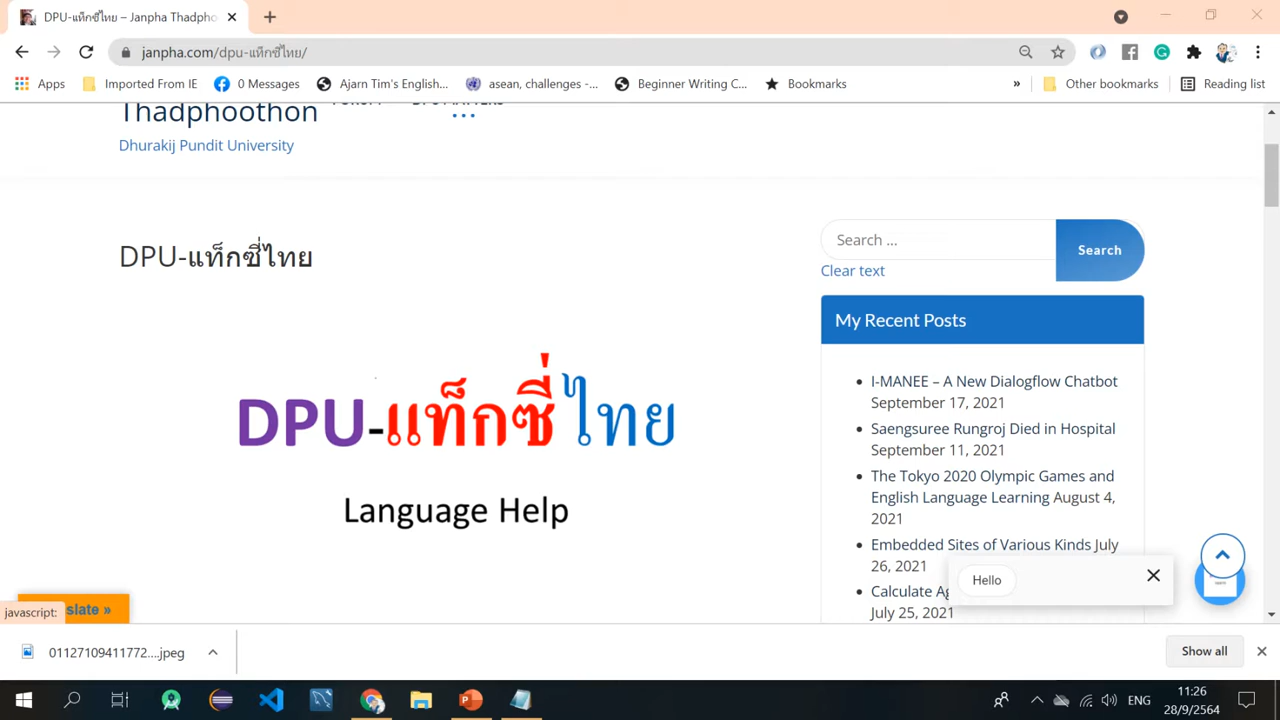 DPU-แท็กซี่ไทย – Janpha Thadpho
janpha.com/dpu-แท็กซี่ไทย/
Apps
Imported From IE
0 Messages
Ajarn Tim's English...
asean, challenges -...
Beginner Writing C...
Bookmarks
»
Other bookmarks
Reading list
Thadphoothon
...
Dhurakij Pundit University
DPU-แท็กซี่ไทย
Search ...
Search
Clear text
My Recent Posts
DPU-แท็กซี่ไทย
Language Help
I-MANEE – A New Dialogflow Chatbot
September 17, 2021
Saengsuree Rungroj Died in Hospital
September 11, 2021
The Tokyo 2020 Olympic Games and
English Language Learning August 4,
2021
Embedded Sites of Various Kinds July
26, 2021
Calculate Ag
July 25, 2021
Hello
slate »
javascript:
01127109411772....jpeg
Show all
ENG
11:26
28/9/2564